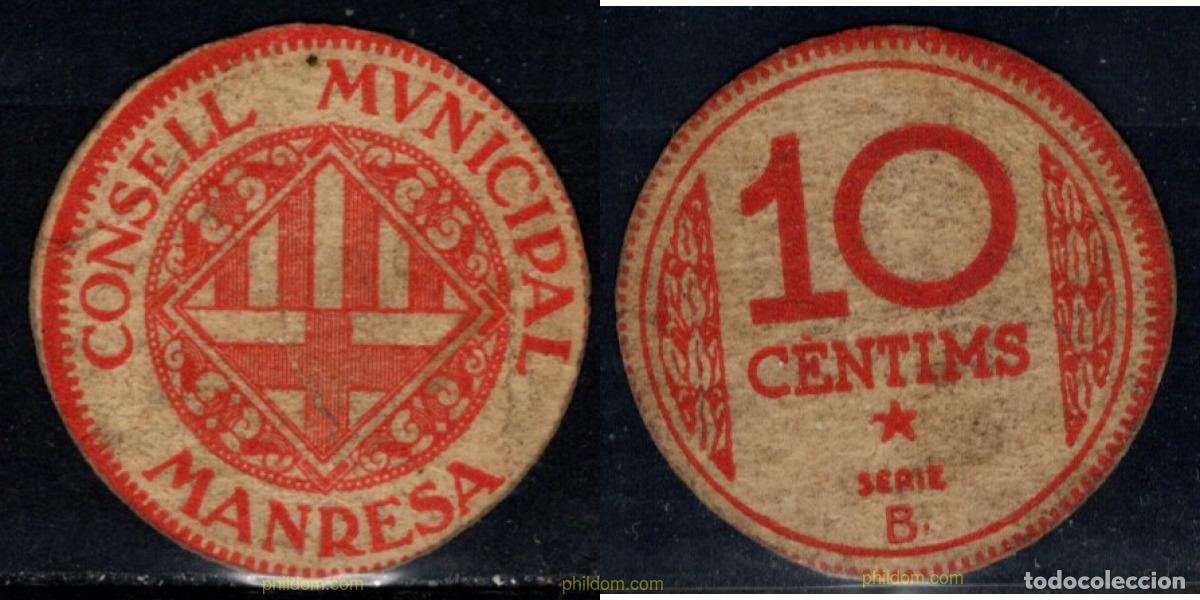 CONSELL MVNICIPAL
MANRESA
10
CÈNTIMS
SERIE
B.
phildom.com
phildom.com
phildom.com
todocoleccion